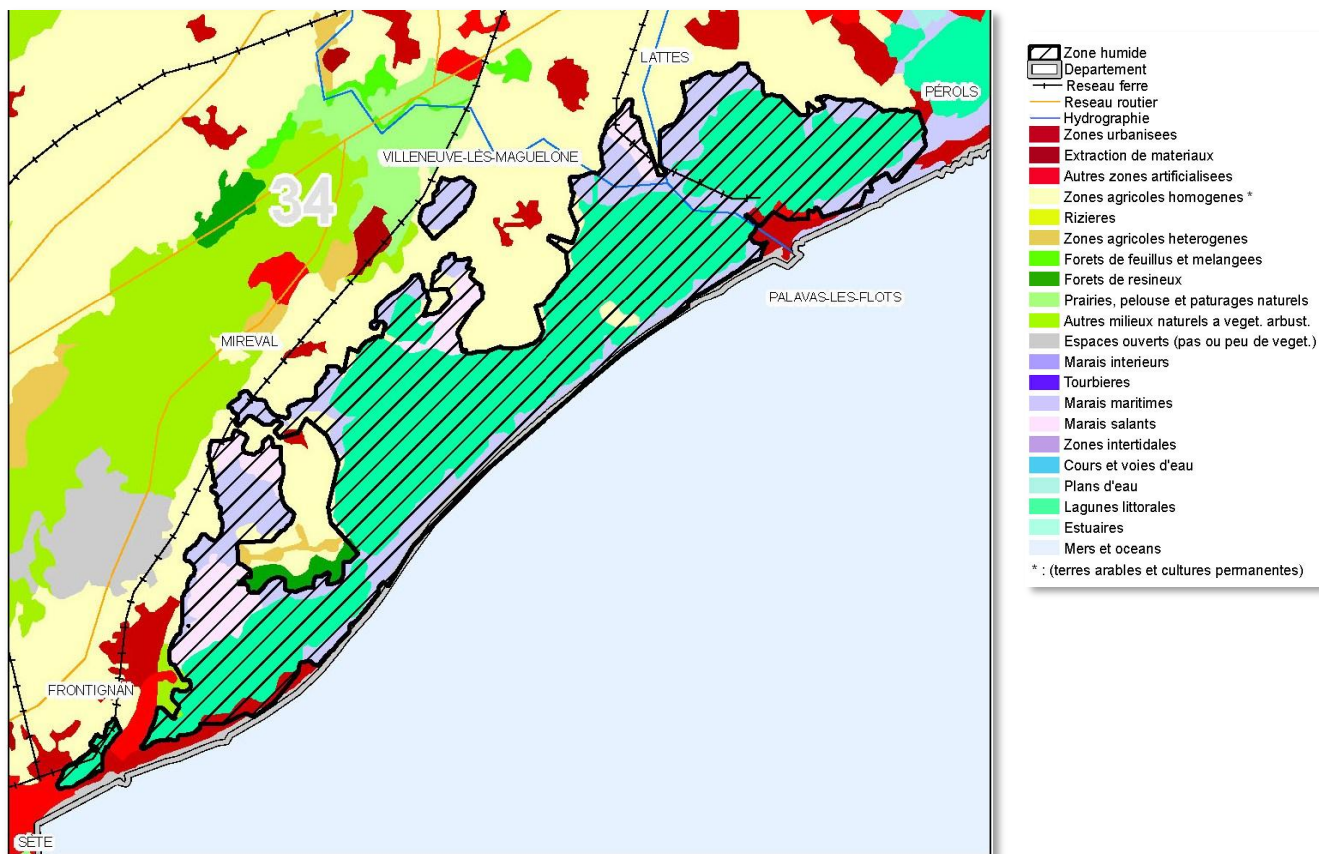 LATTES
PÉROLS
VILLENEUVE-LÈS-MAGUELONE
34
PALAVAS-LES-FLOTS
MIREVAL
FRONTIGNAN
SÈTE
Zone humide
Departement
Reseau ferre
Reseau routier
Hydrographie
Zones urbanisees
Extraction de materiaux
Autres zones artificialisees
Zones agricoles homogenes *
Rizieres
Zones agricoles heterogenes
Forets de feuillus et melangees
Forets de resineux
Prairies, pelouse et paturages naturels
Autres milieux naturels a veget. arbust.
Espaces ouverts (pas ou peu de veget.)
Marais interieurs
Tourbieres
Marais maritimes
Marais salants
Zones intertidales
Cours et voies d'eau
Plans d'eau
Lagunes littorales
Estuaires
Mers et oceans
* : (terres arables et cultures permanentes)